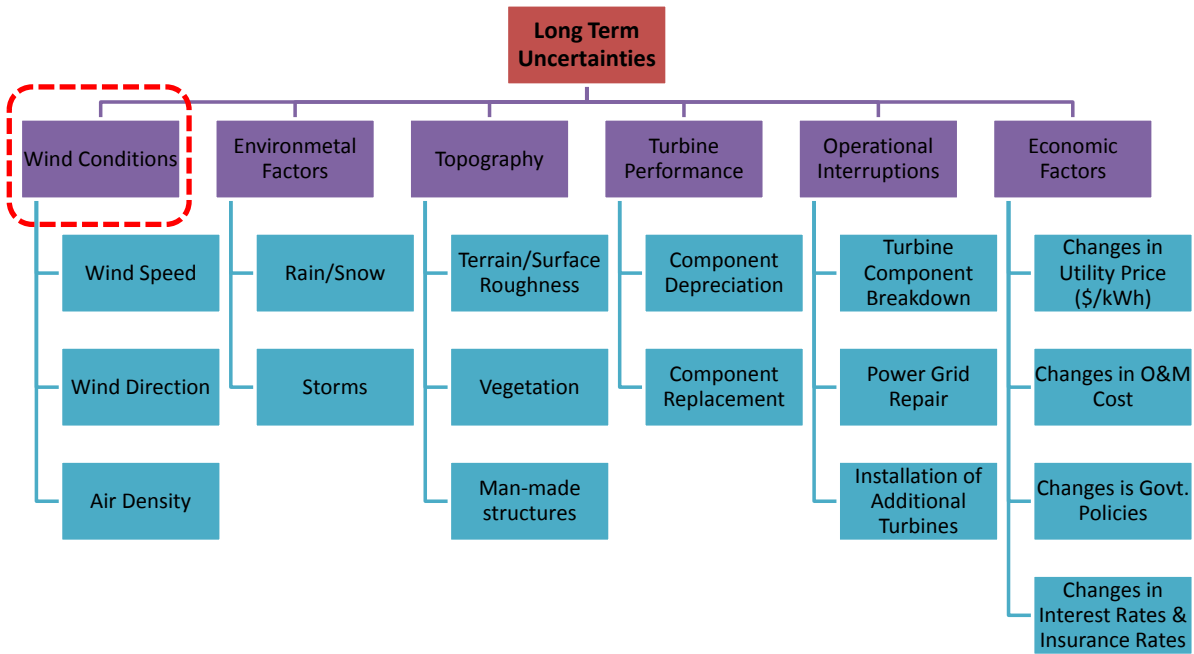 Long Term
Uncertainties
Wind Conditions
Environmetal
Factors
Topography
Turbine
Performance
Operational
Interruptions
Economic
Factors
Wind Speed
Rain/Snow
Terrain/Surface
Roughness
Component
Depreciation
Turbine
Component
Breakdown
Changes in
Utility Price
($/kWh)
Wind Direction
Storms
Vegetation
Component
Replacement
Power Grid
Repair
Changes in O&M
Cost
Air Density
Man-made
structures
Installation of
Additional
Turbines
Changes is Govt.
Policies
Changes in
Interest Rates &
Insurance Rates